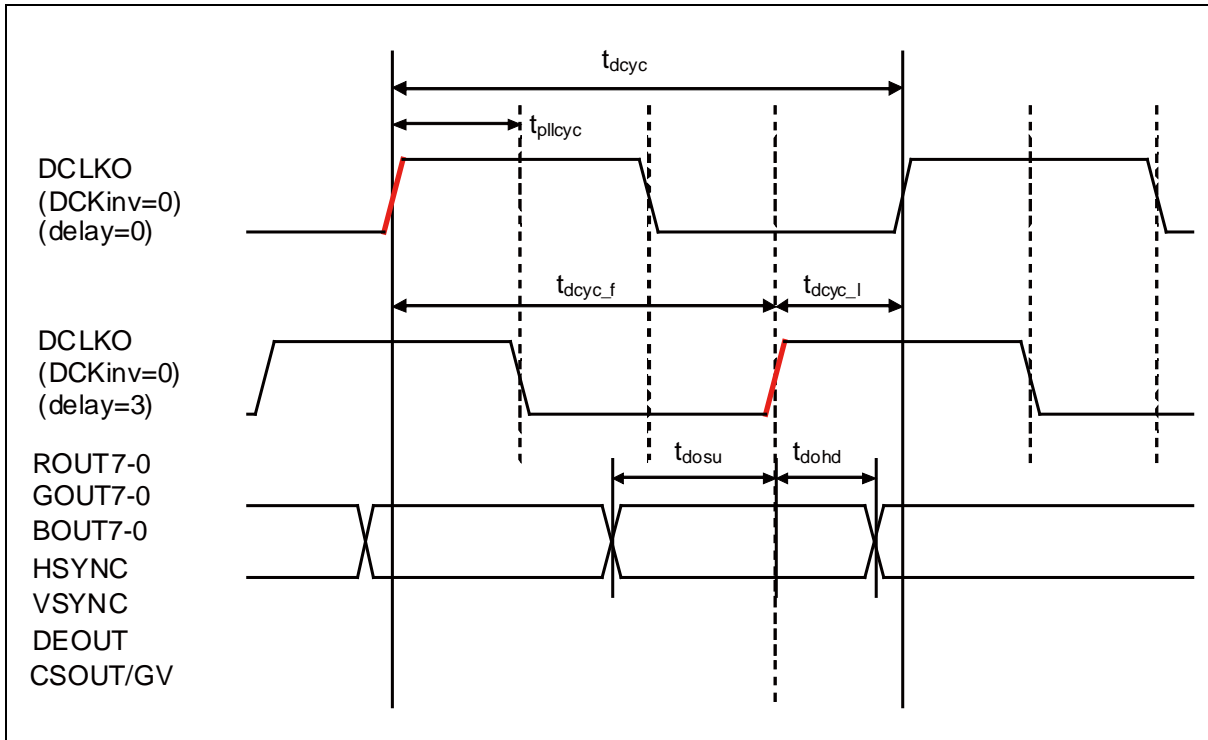 tdcyc
tpllcyc
DCLKO
(DCKinv=0)
(delay=0)
tdcyc_f
tdcyc_l
DCLKO
(DCKinv=0)
(delay=3)
tdosu
tdohd
ROUT7-0
GOUT7-0
BOUT7-0
HSYNC
VSYNC
DEOUT
CSOUT/GV